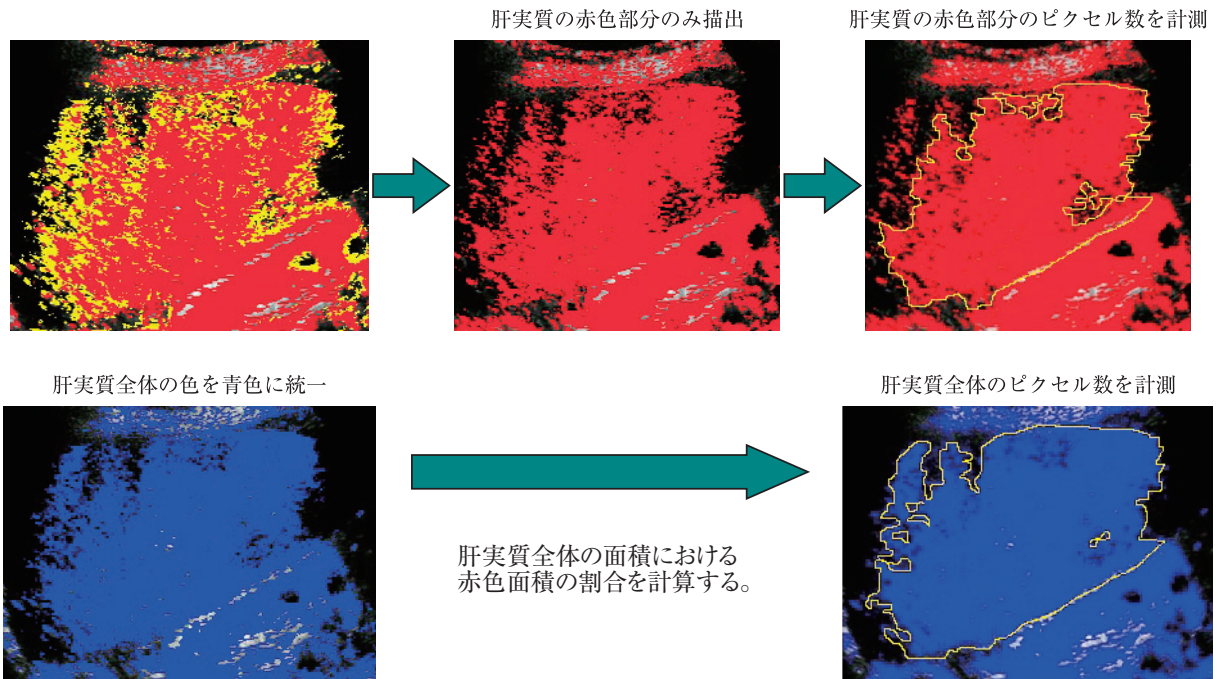 肝実質の赤色部分のみ描出
肝実質の赤色部分のピクセル数を計測
肝実質全体の色を青色に統一
肝実質全体のピクセル数を計測
肝実質全体の面積における
赤色面積の割合を計算する。